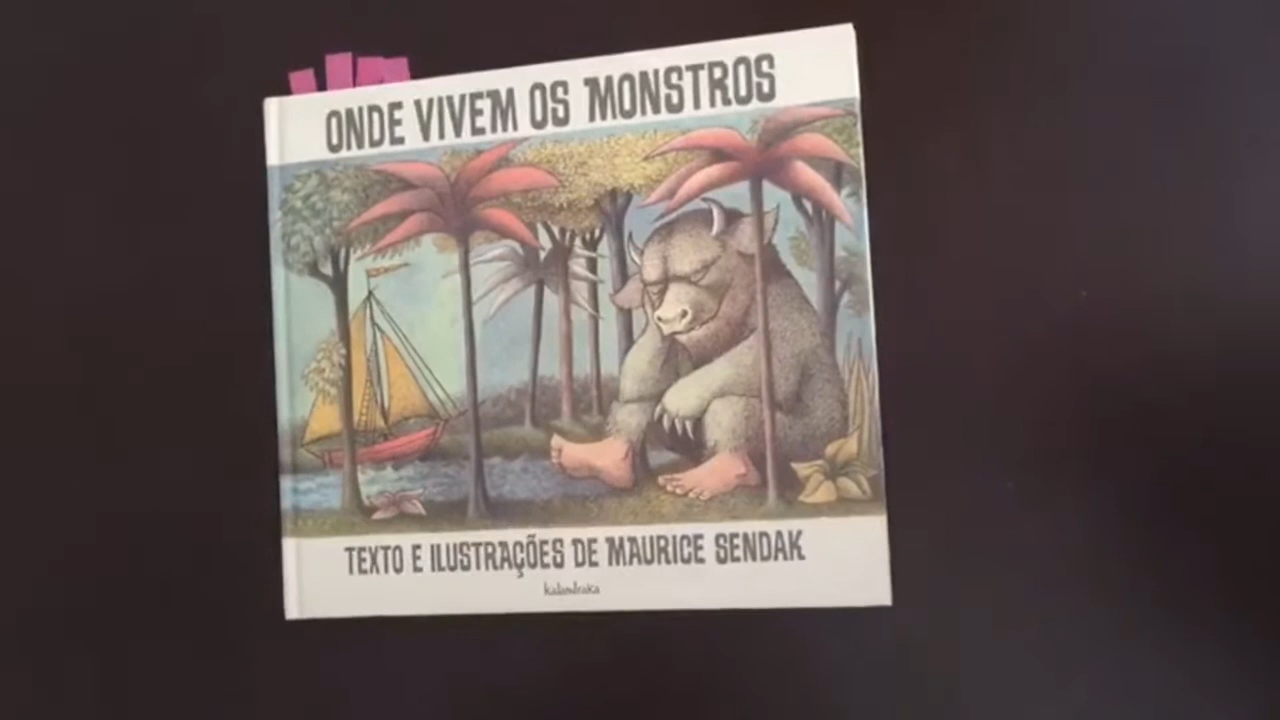 ONDE VIVEM OS MONSTROS
TEXTO E ILUSTRAÇÕES DE MAURICE SENDAK
kalandraka